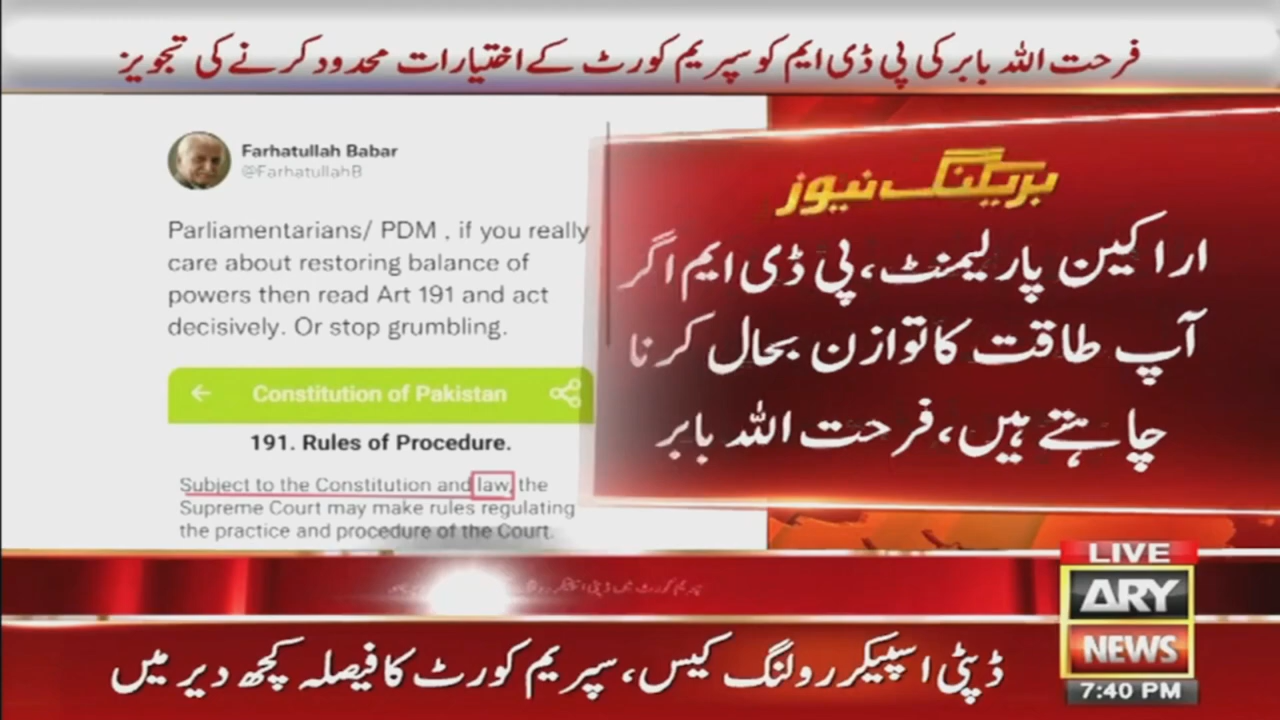 فرحت اللہ بابر کی پی ڈی ایم کو سپریم کورٹ کے اختیارات محدود کرنے کی تجویز
Farhatullah Babar
@FarhatullahB
Parliamentarians/ PDM , if you really
care about restoring balance of
powers then read Art 191 and act
decisively. Or stop grumbling.
Constitution of Pakistan
191. Rules of Procedure.
Subject to the Constitution and law, the
Supreme Court may make rules regulating
the practice and procedure of the Court.
بریکنگ نیوز
اراکین پارلیمنٹ، پی ڈی ایم اگر
آپ طاقت کا توازن بحال کرنا
چاہتے ہیں، فرحت اللہ بابر
سپریم کورٹ میں ڈپٹی اسپیکر
ڈپٹی اسپیکر رولنگ کیس، سپریم کورٹ کا فیصلہ کچھ دیر میں
LIVE
ARY
NEWS
7:40 PM